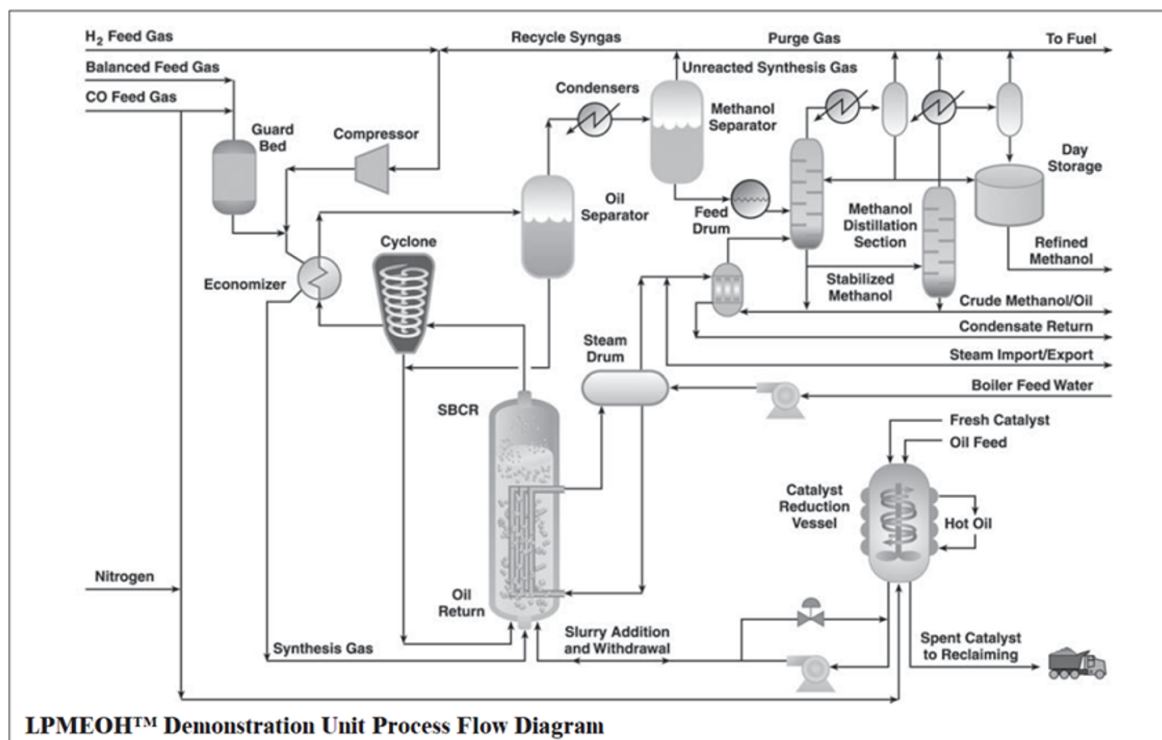 H₂ Feed Gas
Recycle Syngas
Purge Gas
To Fuel
Balanced Feed Gas
Unreacted Synthesis Gas
CO Feed Gas
Condensers
Methanol
Separator
Guard
Bed
Compressor
Day
Storage
Oil
Separator
Feed
Drum
Methanol
Distillation
Section
Cyclone
Refined
Methanol
Economizer
Stabilized
Methanol
Crude Methanol/Oil
Condensate Return
Steam
Drum
Steam Import/Export
Boiler Feed Water
SBCR
Fresh Catalyst
Oil Feed
Catalyst
Reduction
Vessel
Hot Oil
Nitrogen
Oil
Return
Synthesis Gas
Slurry Addition
and Withdrawal
Spent Catalyst
to Reclaiming
LPMEOH™ Demonstration Unit Process Flow Diagram